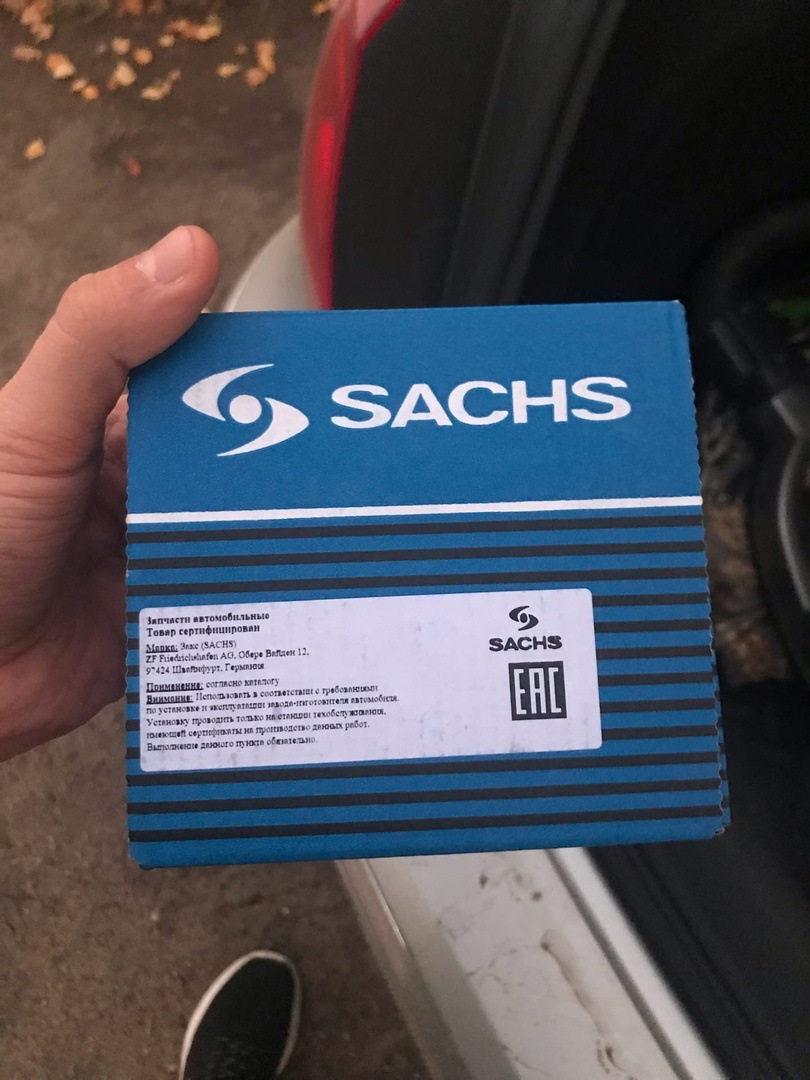 SACHS
Запчасти автомобильные
Товар сертифицирован
Марка: Закс (SACHS)
ZF Friedrichshafen AG, Обере Вайден 12,
97424 Швайнфурт, Германия
Применение: согласно каталогу
Внимание: Использовать в соответствии с требованиями
по установке и эксплуатации завода-изготовителя автомобиля.
Установку проводить только на станции техобслуживания,
имеющей сертификаты на производство данных работ.
Выполнение данного пункта обязательно.
SACHS
EAC